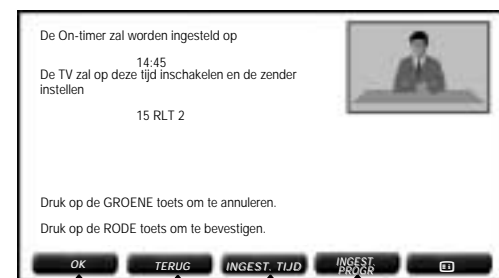 De On-timer zal worden ingesteld op
14:45
De TV zal op deze tijd inschakelen en de zender
instellen
15 RLT 2
Druk op de GROENE toets om te annuleren.
Druk op de RODE toets om te bevestigen.
OK
TERUG
INGEST. TIJD
INGEST.
PROGR